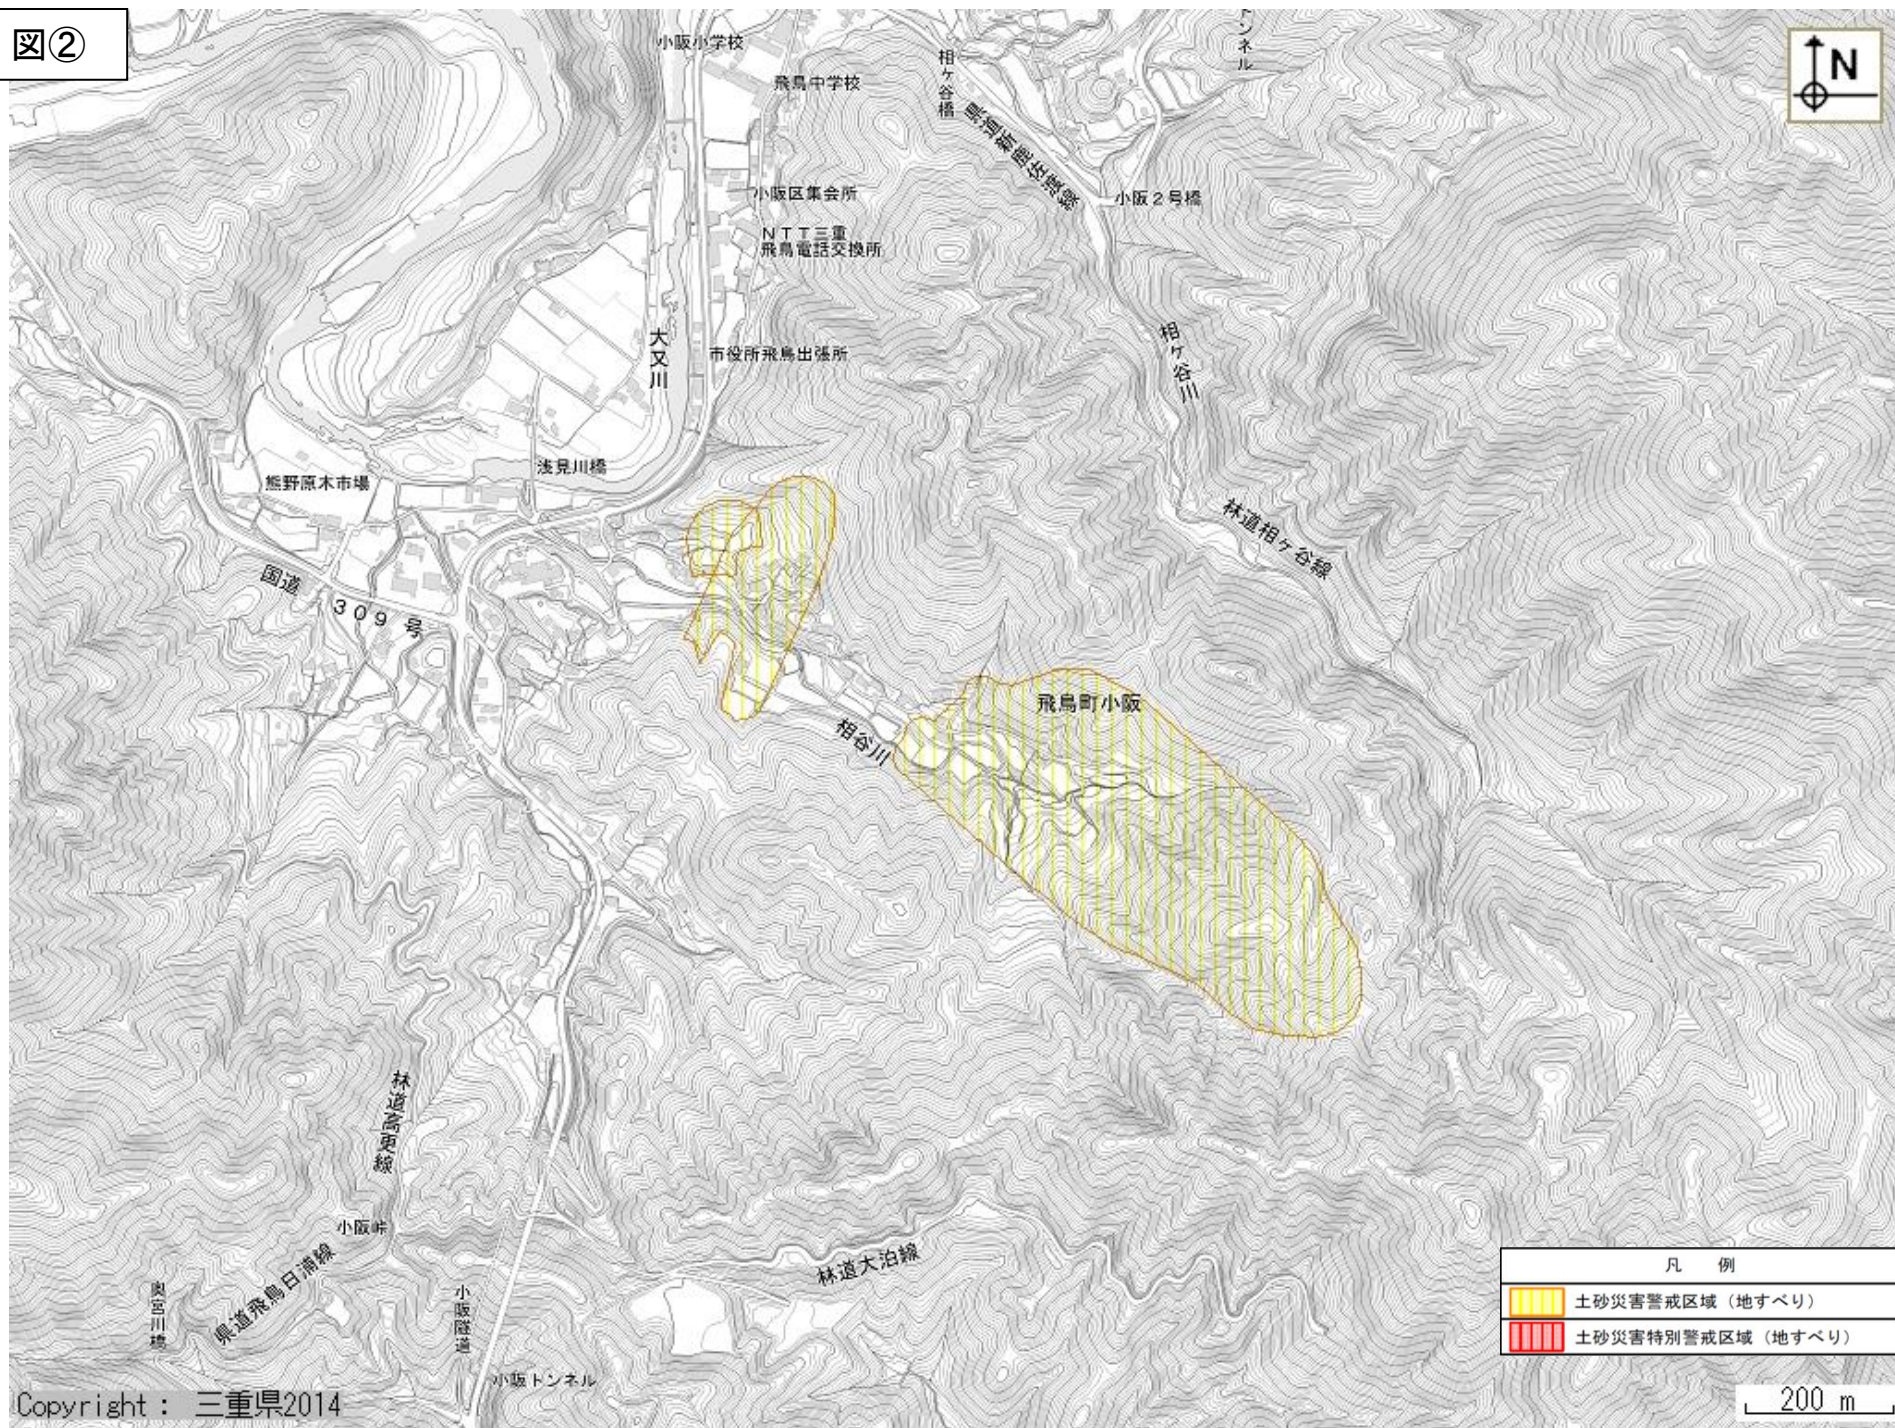 図②
N
小阪小学校
飛鳥中学校
相ヶ谷橋
トンネル
県道新鹿佐渡線
小阪区集会所
小阪２号橋
ＮＴＴ三重
飛鳥電話交換所
大又川
市役所飛鳥出張所
相ヶ谷川
浅見川橋
熊野原木市場
林道相ヶ谷線
国道 309 号
飛鳥町小阪
相谷川
林道高更線
小阪峠
県道飛鳥日浦線
奥宮川橋
小阪隧道
林道大泊線
小阪トンネル
凡 例
土砂災害警戒区域（地すべり）
土砂災害特別警戒区域（地すべり）
200 m
Copyright： 三重県2014